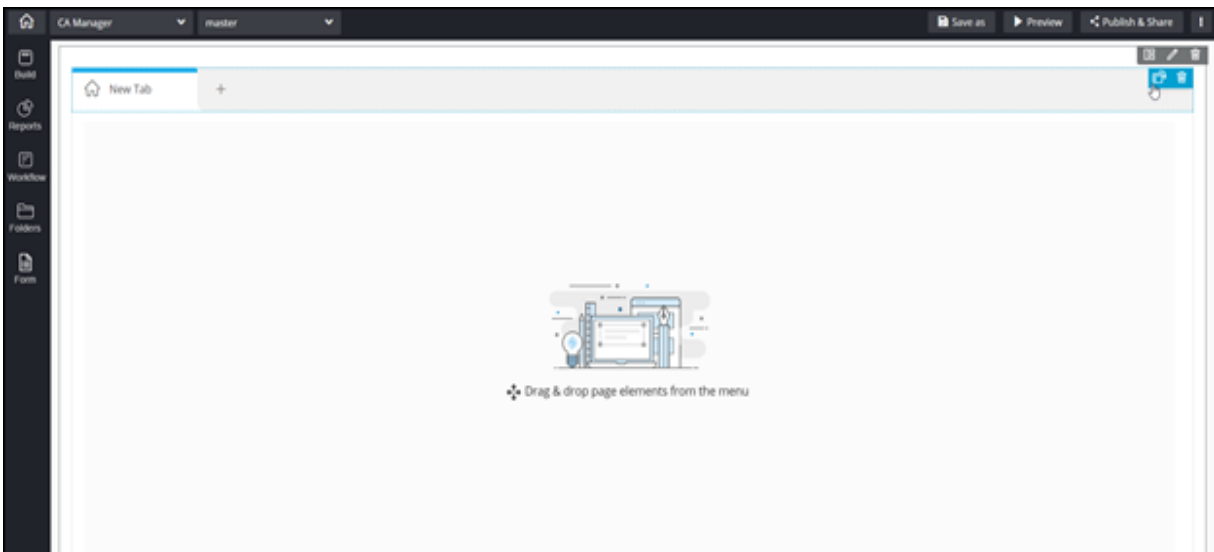 CA Manager
master
Save as
Preview
Publish & Share
Build
New Tab
+
Reports
Workflow
Folders
Form
Drag & drop page elements from the menu